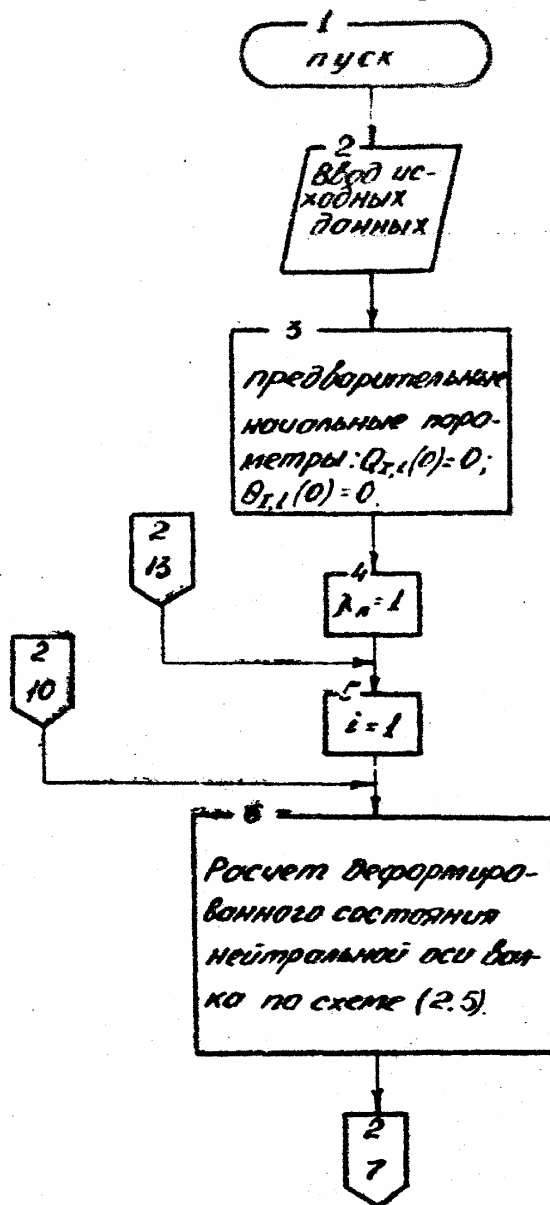 1
пуск
2
Ввод ис-
ходных
данных
3
предварительные
начальные пара-
метры: Q_{I,1}(0)=0;
θ_{I,1}(0)=0.
2
13
4
λ_n=1
2
10
5
i=1
6
Расчет деформиро-
ванного состояния
нейтральной оси вал-
ка по схеме (2.5).
2
7